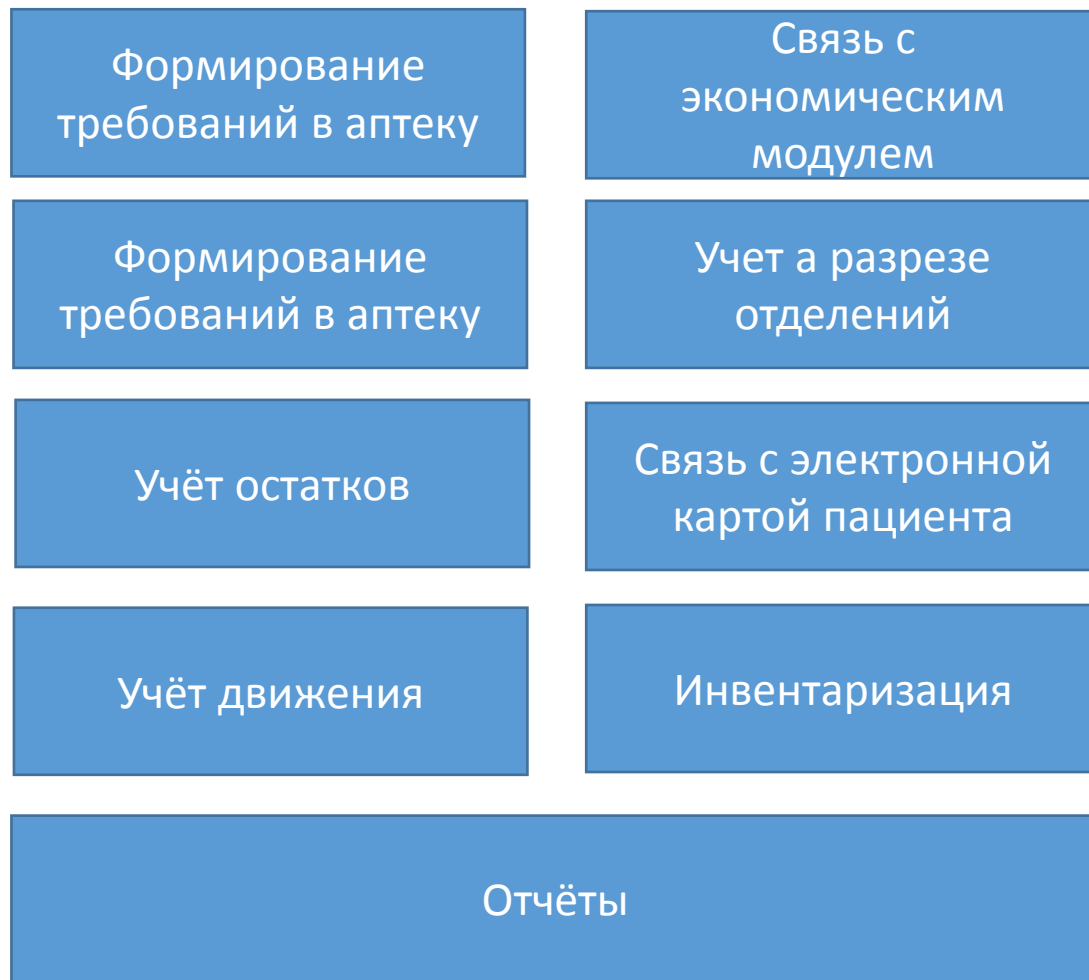 Формирование
требований в аптеку
Связь с
экономическим
модулем
Формирование
требований в аптеку
Учет а разрезе
отделений
Учёт остатков
Связь с электронной
картой пациента
Учёт движения
Инвентаризация
Отчёты